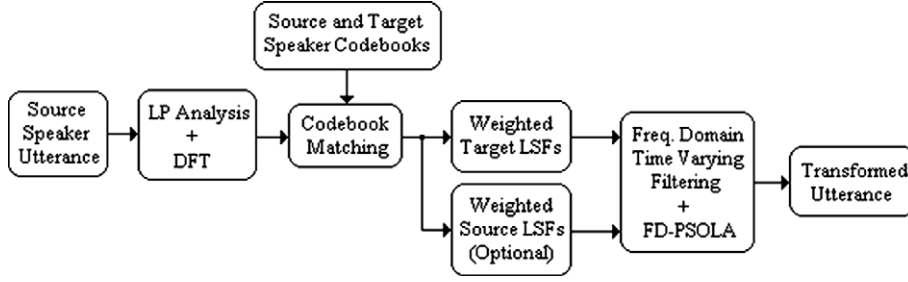 Source and Target
Speaker Codebooks
Source
Speaker
Utterance
LP Analysis
+
DFT
Codebook
Matching
Weighted
Target LSFs
Weighted
Source LSFs
(Optional)
Freq. Domain
Time Varying
Filtering
+
FD-PSOLA
Transformed
Utterance